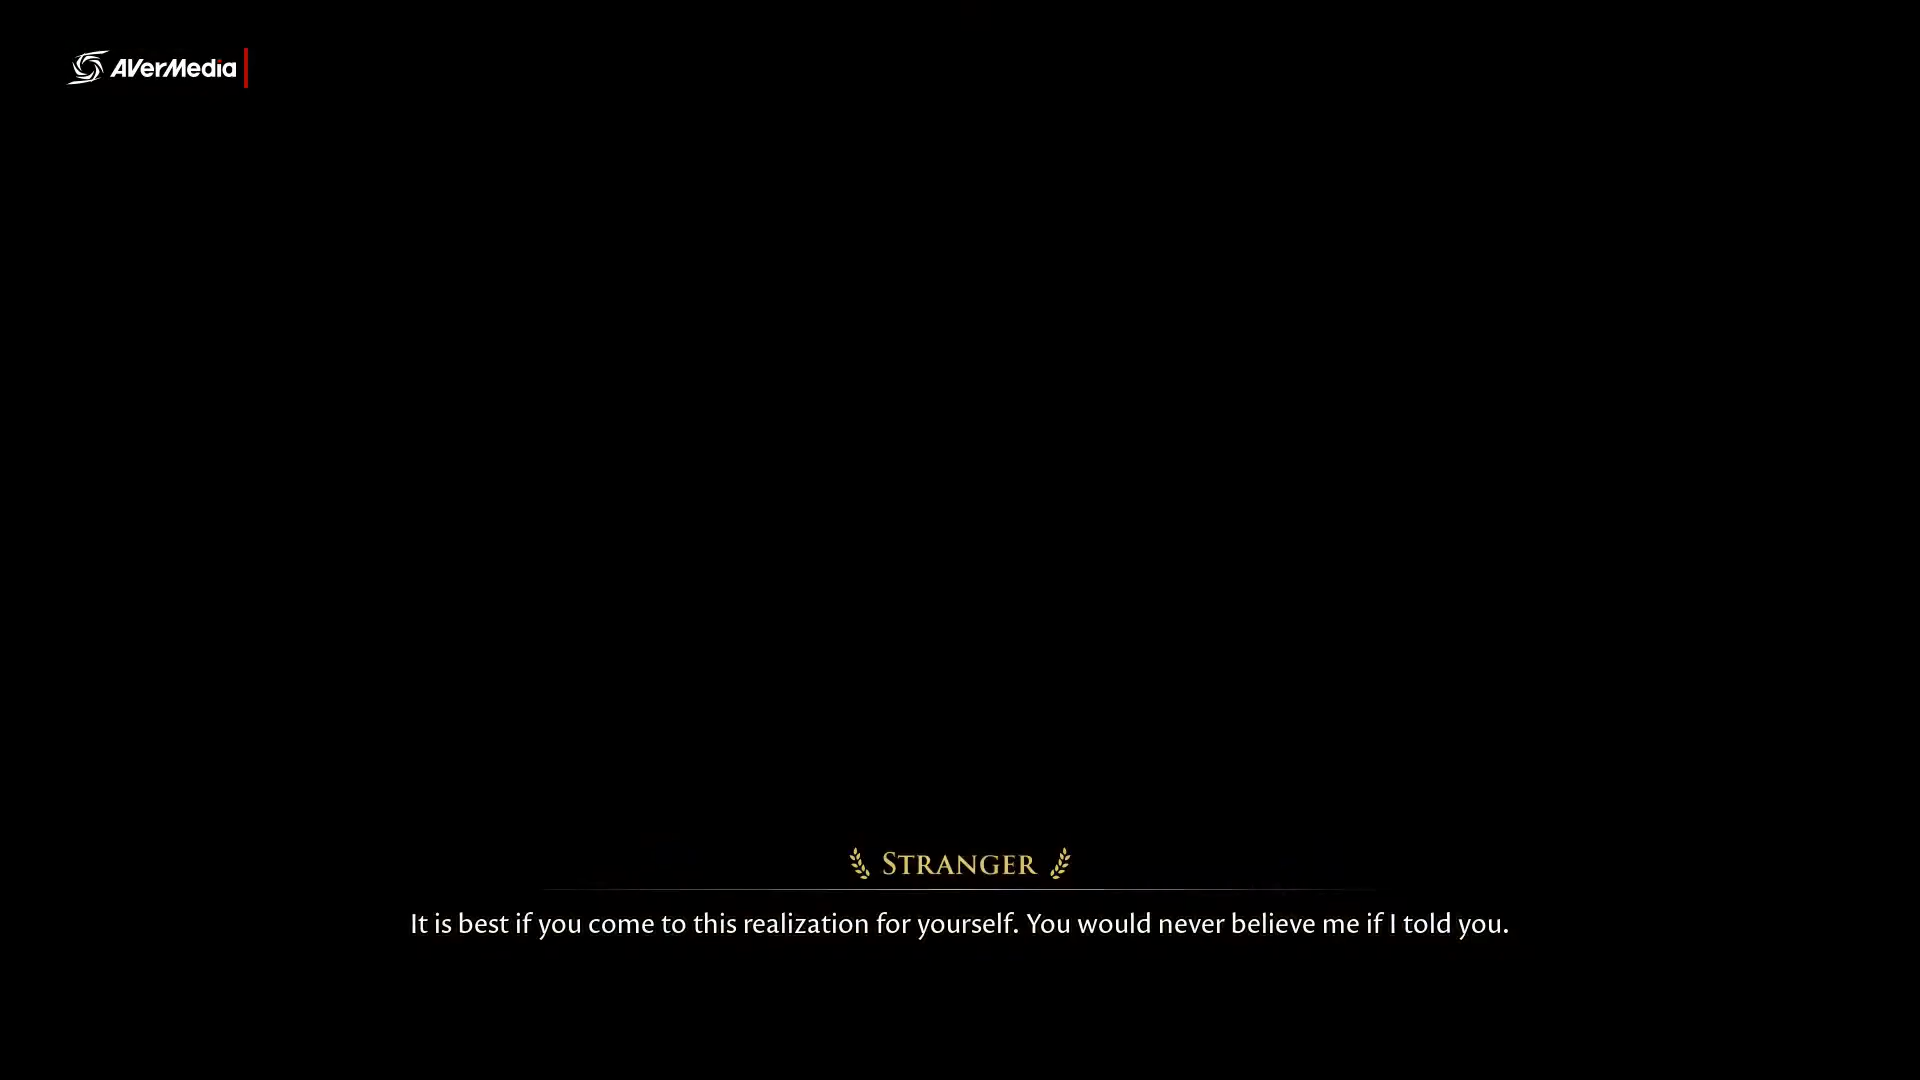 AVerMedia
STRANGER
It is best if you come to this realization for yourself. You would never believe me if I told you.